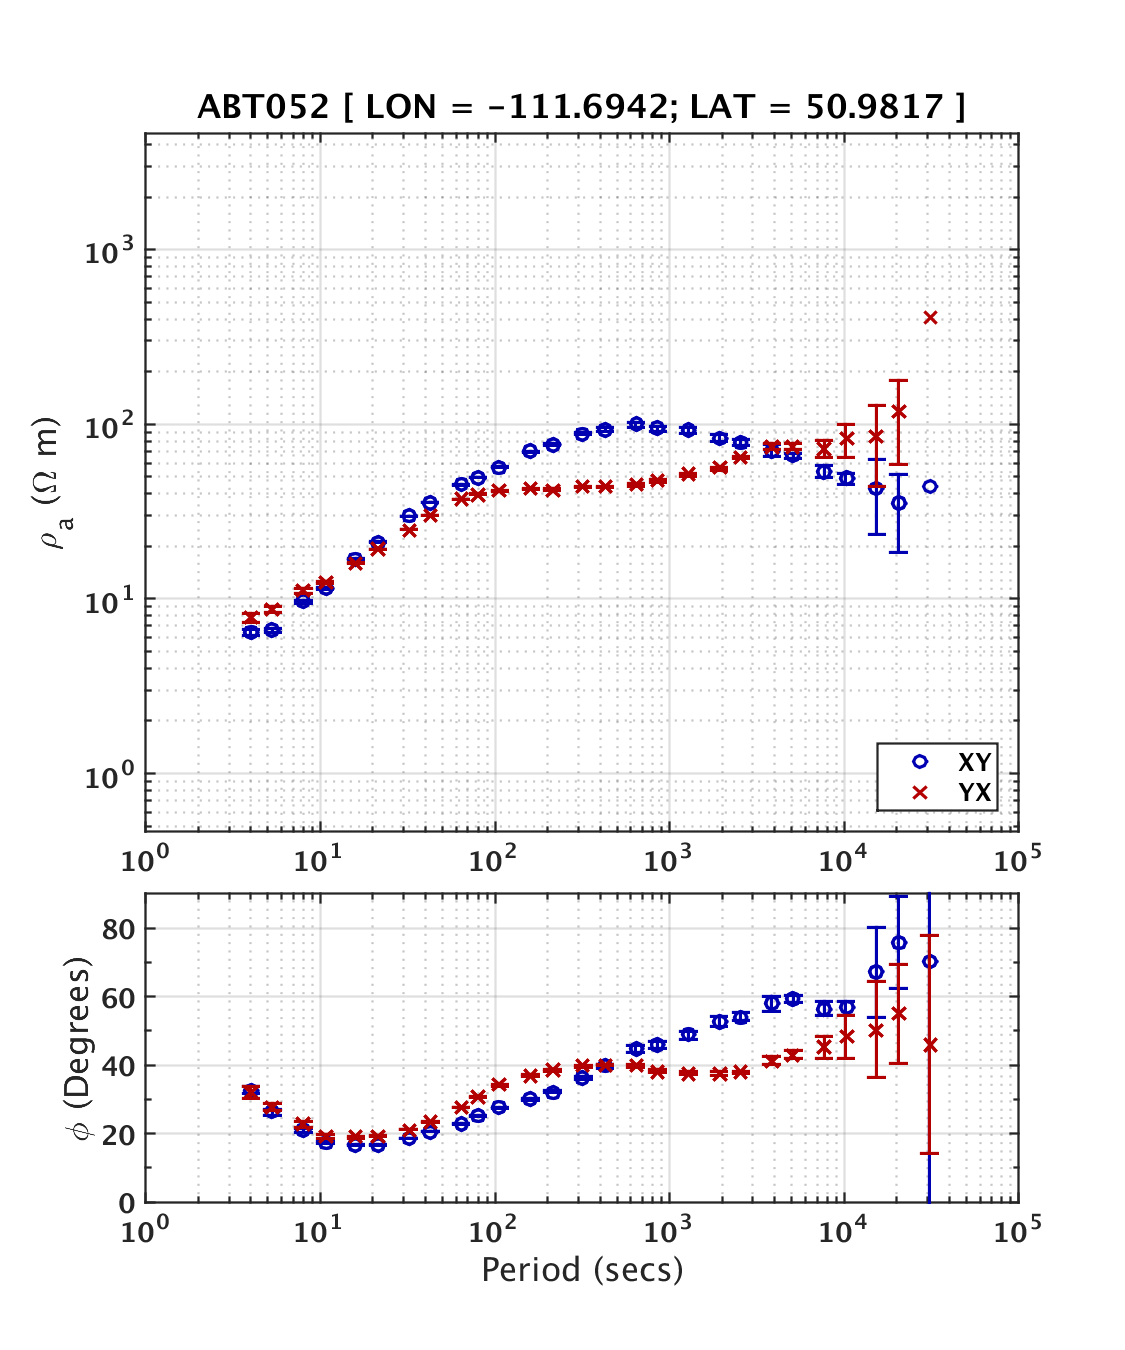 ABT052 [ LON = -111.6942; LAT = 50.9817 ]
10³
10²
10¹
10⁰
ρₐ (Ω m)
XY
YX
10⁰ 10¹ 10² 10³ 10⁴ 10⁵
80
60
40
20
0
ϕ (Degrees)
10⁰ 10¹ 10² 10³ 10⁴ 10⁵
Period (secs)